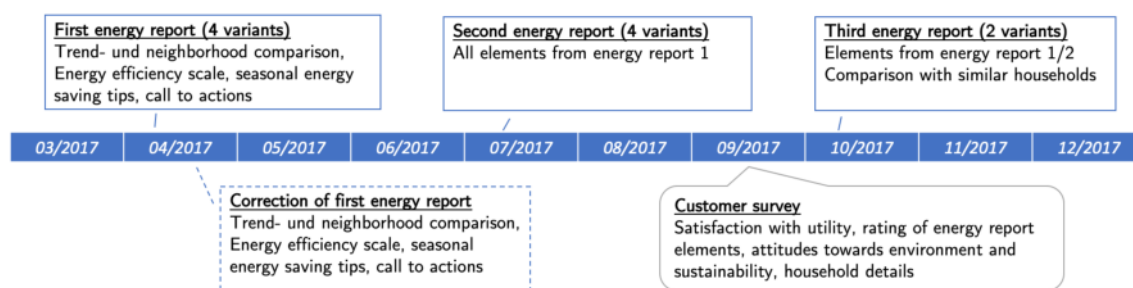 First energy report (4 variants)
Trend- und neighborhood comparison,
Energy efficiency scale, seasonal energy
saving tips, call to actions
Second energy report (4 variants)
All elements from energy report 1
Third energy report (2 variants)
Elements from energy report 1/2
Comparison with similar households
03/2017 04/2017 05/2017 06/2017 07/2017 08/2017 09/2017 10/2017 11/2017 12/2017
Correction of first energy report
Trend- und neighborhood comparison,
Energy efficiency scale, seasonal
energy saving tips, call to actions
Customer survey
Satisfaction with utility, rating of energy report
elements, attitudes towards environment and
sustainability, household details